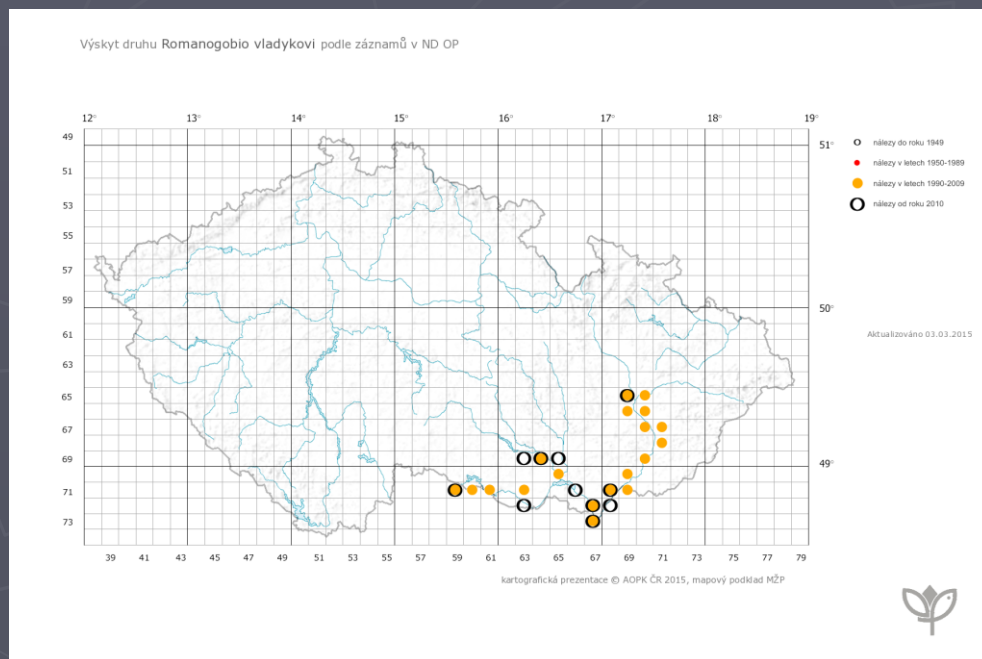 Výskyt druhu Romanogobio vladykovi podle záznamů v ND OP
12° 13° 14° 15° 16° 17° 18° 19°
49
51°
nálezy do roku 1949
51
nálezy v letech 1950-1989
nálezy v letech 1990-2009
53
nálezy od roku 2010
55
57
59
50°
61
Aktualizováno 03.03.2015
63
65
67
69
49°
71
73
39 41 43 45 47 49 51 53 55 57 59 61 63 65 67 69 71 73 75 77 79
kartografická prezentace © AOPK ČR 2015, mapový podklad MŽP